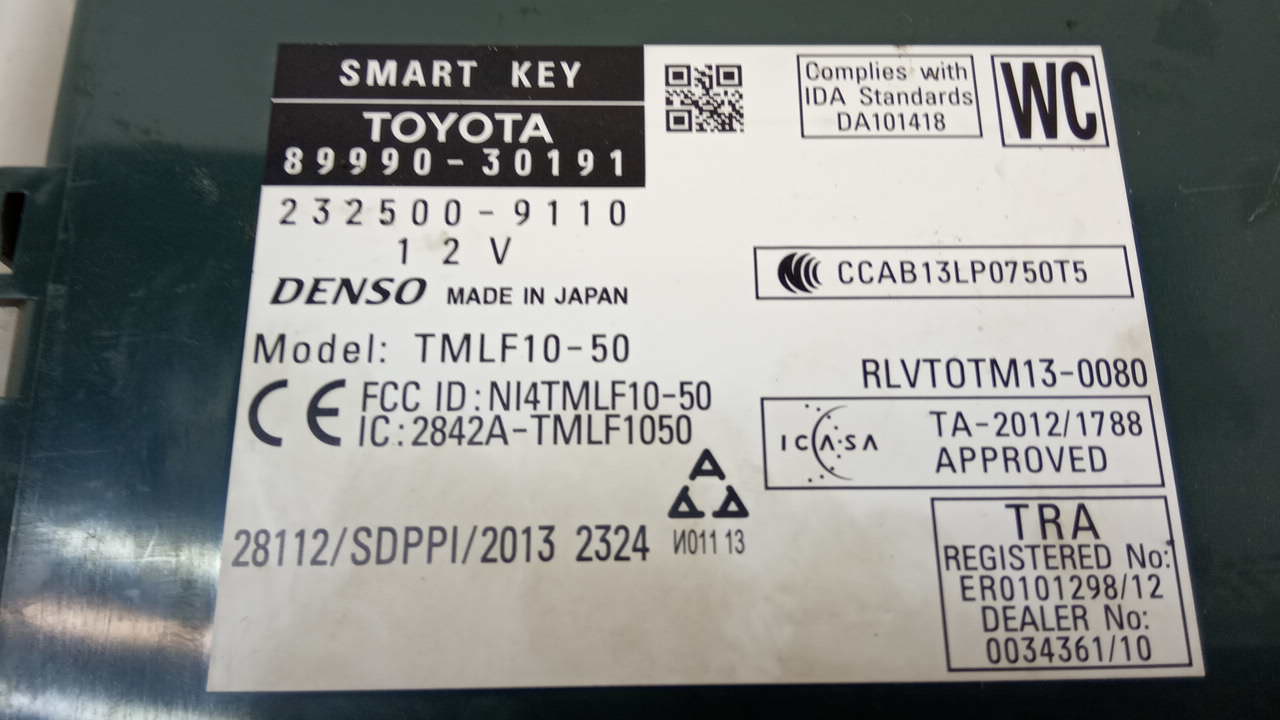 SMART KEY
TOYOTA
89990-30191
232500-9110
12V
DENSO MADE IN JAPAN
Model: TMLF10-50
CE FCC ID:NI4TMLF10-50
IC:2842A-TMLF1050
28112/SDPPI/2013 2324
И011 13
Complies with
IDA Standards
DA101418
WC
CCAB13LP0750T5
RLVTOTM13-0080
ICASA TA-2012/1788
APPROVED
TRA
REGISTERED No:
ER0101298/12
DEALER No:
0034361/10